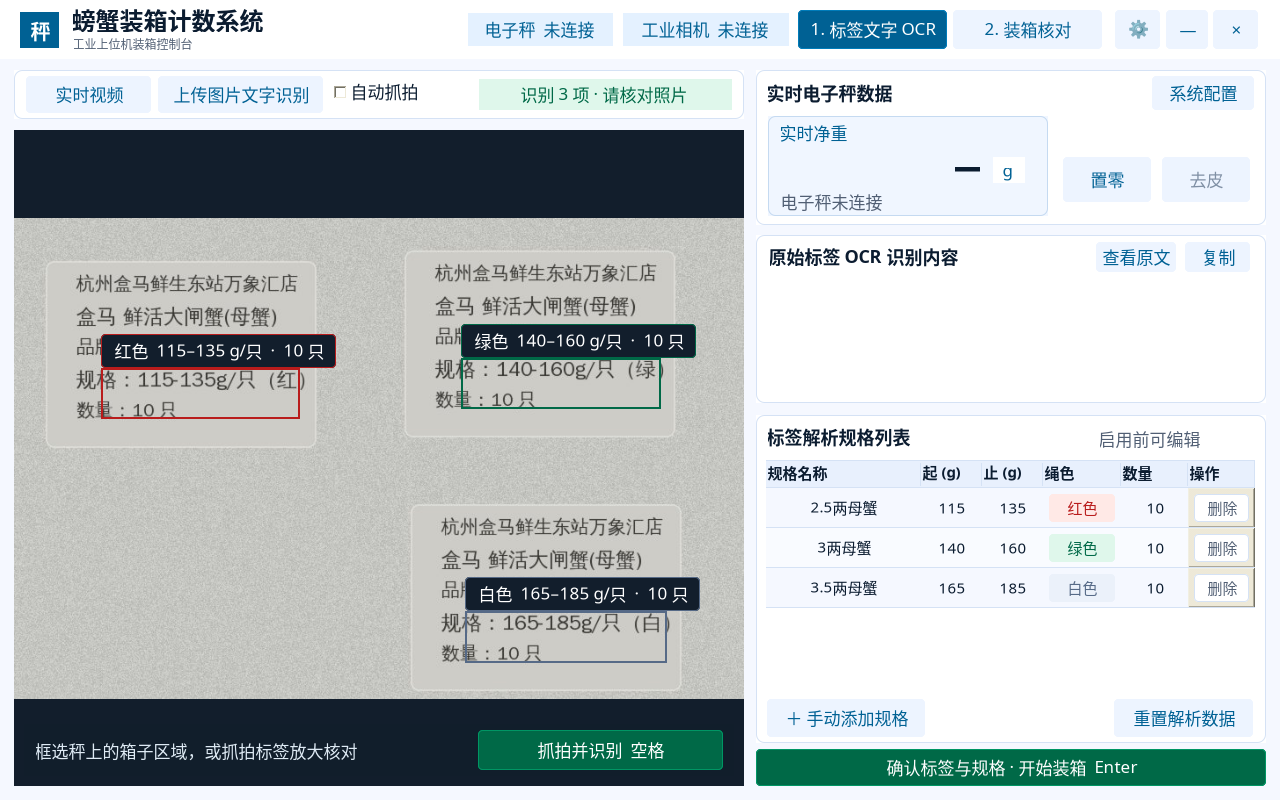 秤
螃蟹装箱计数系统
工业上位机装箱控制台
电子秤 未连接
工业相机 未连接
1. 标签文字 OCR
2. 装箱核对
⚙️
—
×
实时视频
上传图片文字识别
自动抓拍
识别 3 项 · 请核对照片
杭州盒马鲜生东站万象汇店
盒马 鲜活大闸蟹(母蟹)
品牌
红色 115–135 g/只 · 10 只
规格：115-135g/只（红）
数量：10 只
杭州盒马鲜生东站万象汇店
盒马 鲜活大闸蟹(母蟹)
品牌
绿色 140–160 g/只 · 10 只
规格：140-160g/只（绿）
数量：10 只
杭州盒马鲜生东站万象汇店
盒马 鲜活大闸蟹(母蟹)
品牌
白色 165–185 g/只 · 10 只
规格：165-185g/只（白）
数量：10 只
框选秤上的箱子区域，或抓拍标签放大核对
抓拍并识别 空格
实时电子秤数据
系统配置
实时净重
— g
电子秤未连接
置零
去皮
原始标签 OCR 识别内容
查看原文
复制
标签解析规格列表
启用前可编辑
规格名称 起 (g) 止 (g) 绳色 数量 操作
2.5两母蟹 115 135 红色 10 删除
3两母蟹 140 160 绿色 10 删除
3.5两母蟹 165 185 白色 10 删除
＋ 手动添加规格
重置解析数据
确认标签与规格 · 开始装箱 Enter